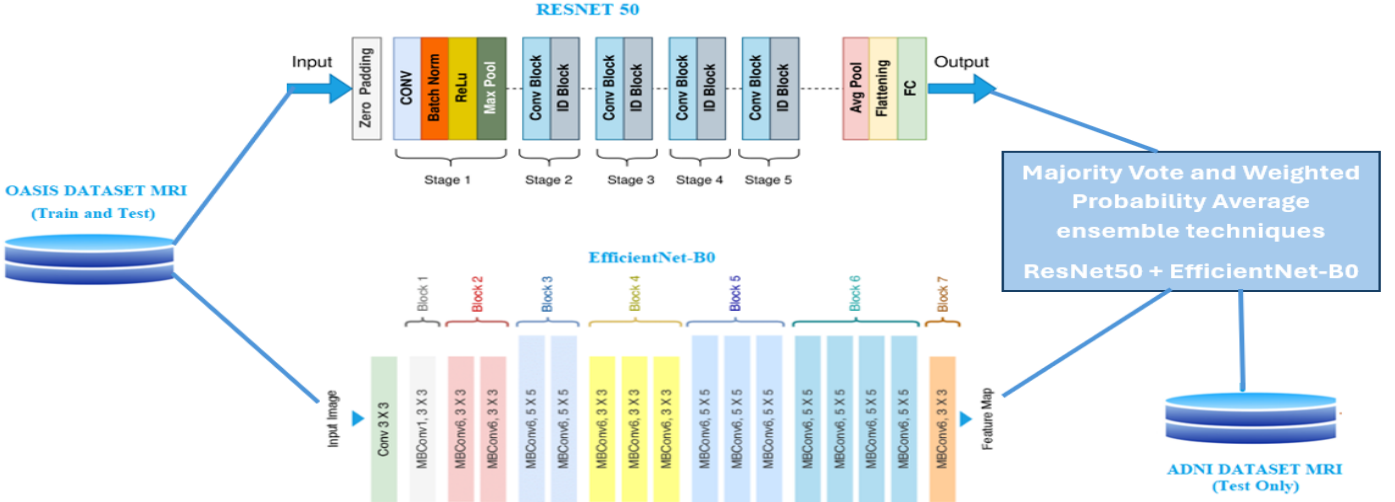 RESNET 50
Input
Zero Padding
CONV
Batch Norm
ReLu
Max Pool
Conv Block
ID Block
Conv Block
ID Block
Conv Block
ID Block
Conv Block
ID Block
Avg Pool
Flattening
FC
Output
Stage 1
Stage 2
Stage 3
Stage 4
Stage 5
OASIS DATASET MRI
(Train and Test)
Majority Vote and Weighted
Probability Average
ensemble techniques
ResNet50 + EfficientNet-B0
EfficientNet-B0
Block 1
Block 2
Block 3
Block 4
Block 5
Block 6
Block 7
Input Image
Conv 3 X 3
MBConv1, 3 X 3
MBConv6, 3 X 3
MBConv6, 3 X 3
MBConv6, 5 X 5
MBConv6, 5 X 5
MBConv6, 3 X 3
MBConv6, 3 X 3
MBConv6, 3 X 3
MBConv6, 5 X 5
MBConv6, 5 X 5
MBConv6, 5 X 5
MBConv6, 5 X 5
MBConv6, 5 X 5
MBConv6, 5 X 5
MBConv6, 5 X 5
MBConv6, 3 X 3
Feature Map
ADNI DATASET MRI
(Test Only)